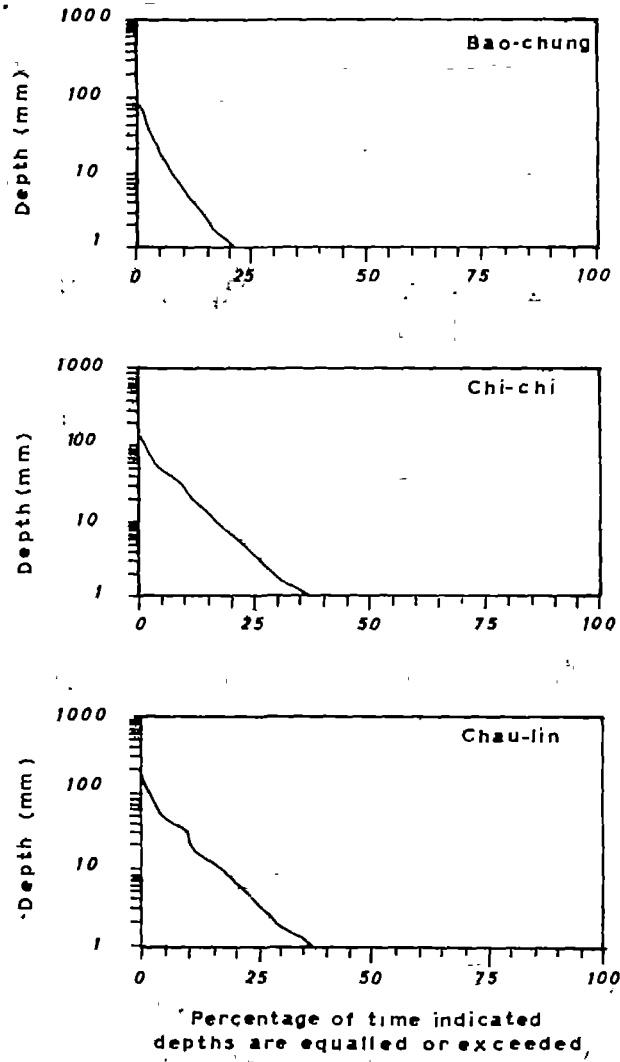 1000
Bao-chung
100
Depth (mm)
10
1
0 25 50 75 100
1000
Chi-chi
100
Depth (mm)
10
1
0 25 50 75 100
1000
Chau-lin
100
Depth (mm)
10
1
0 25 50 75 100
Percentage of time indicated
depths are equalled or exceeded